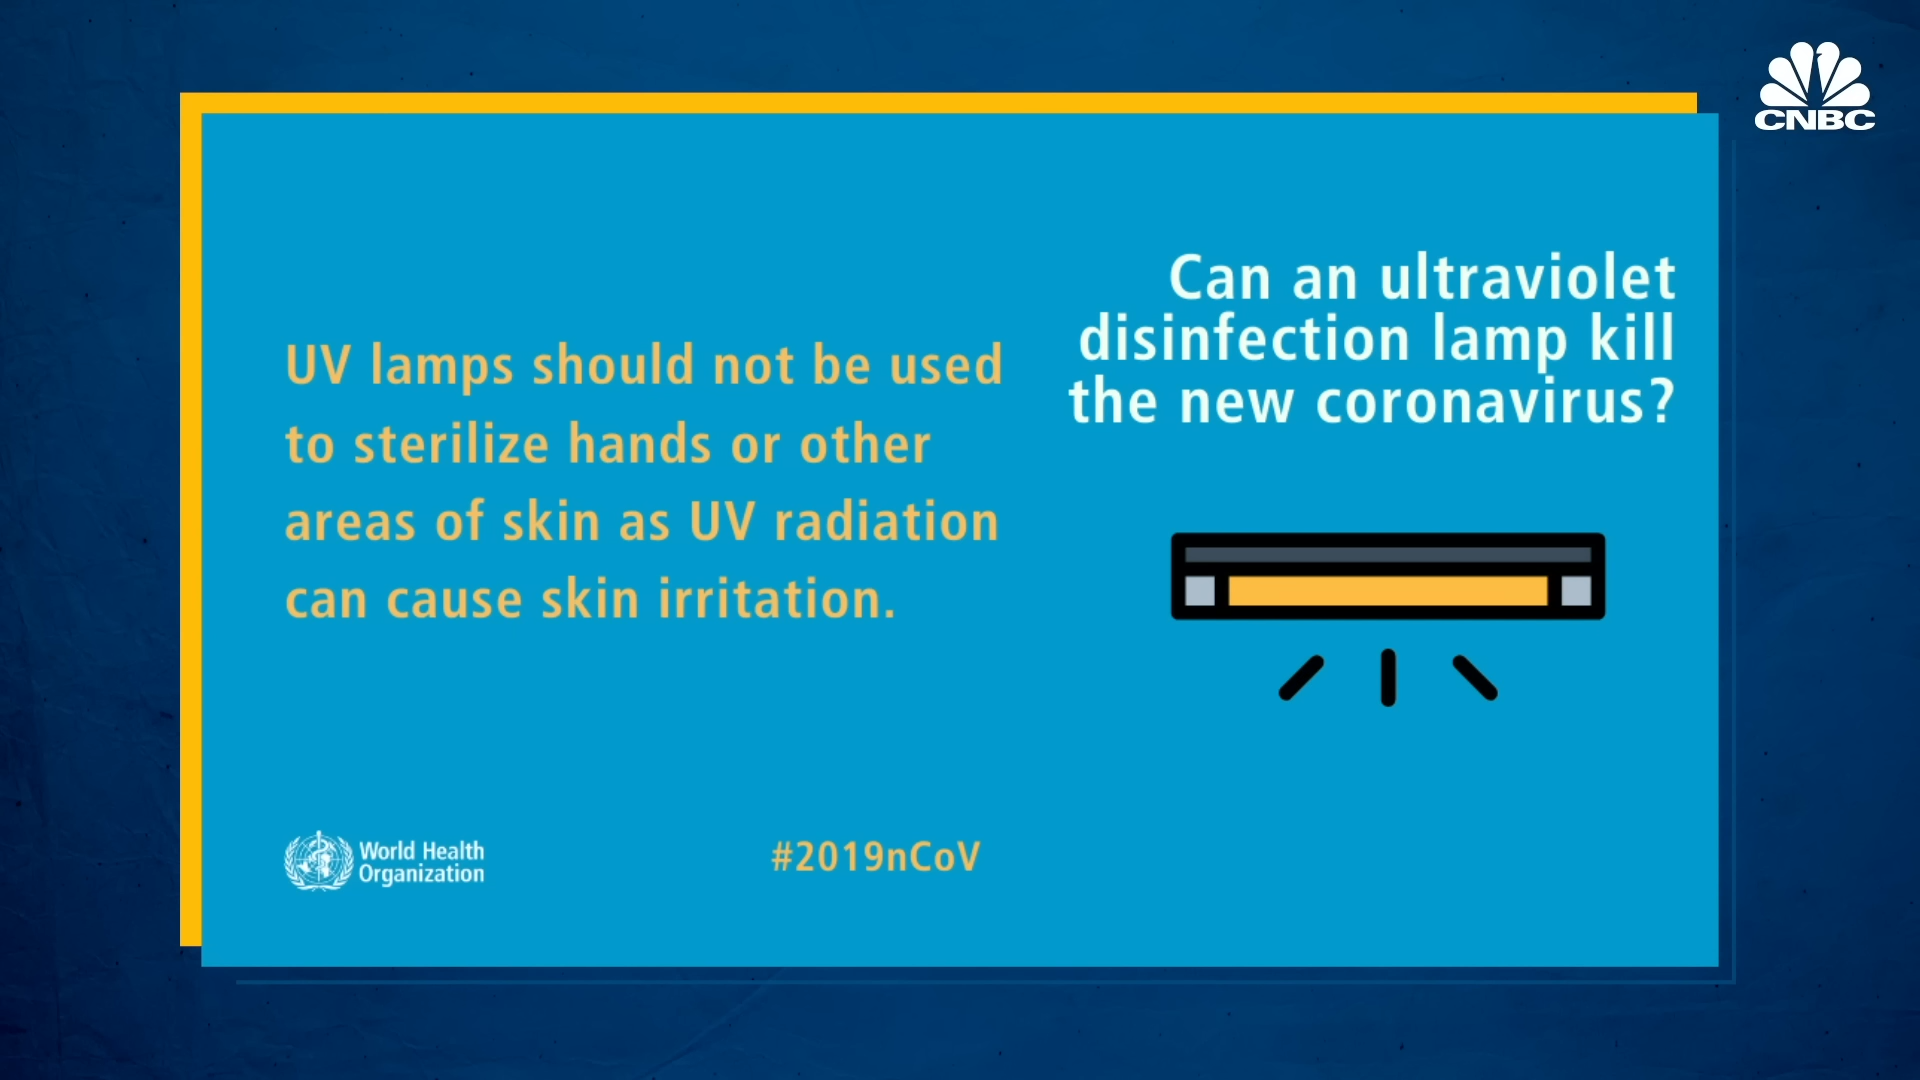 CNBC
Can an ultraviolet
disinfection lamp kill
the new coronavirus?
UV lamps should not be used
to sterilize hands or other
areas of skin as UV radiation
can cause skin irritation.
World Health
Organization
#2019nCoV